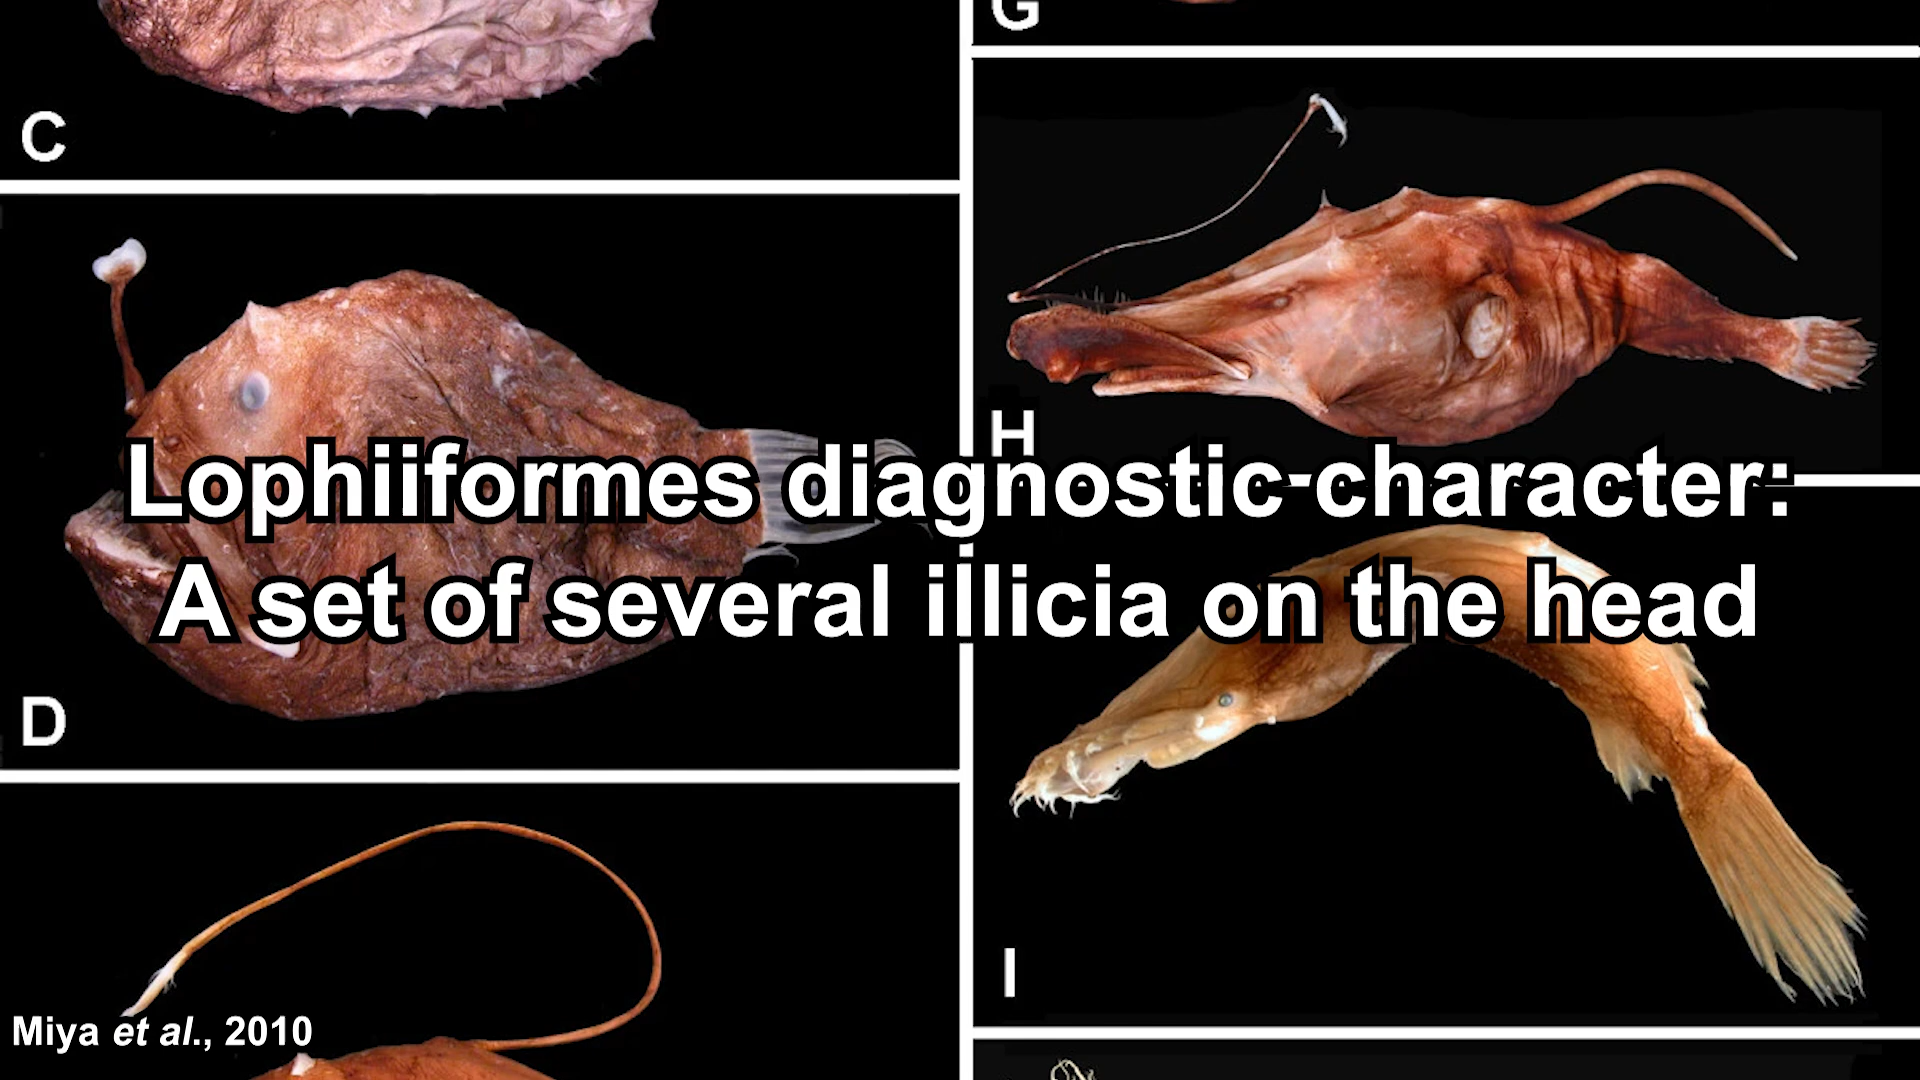 C
G
D
H
Lophiiformes diagnostic character:
A set of several illicia on the head
I
Miya et al., 2010